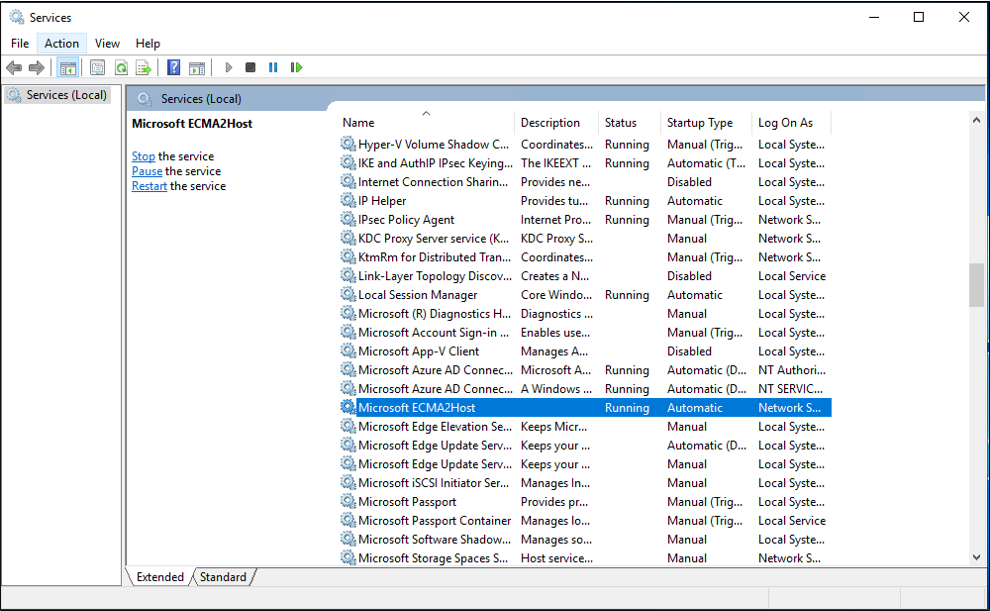 Services
File Action View Help
Services (Local)
Services (Local)
Microsoft ECMA2Host
Stop the service
Pause the service
Restart the service
Name Description Status Startup Type Log On As
Hyper-V Volume Shadow C... Coordinates... Running Manual (Trig... Local Syste...
IKE and AuthIP IPsec Keying... The IKEEXT ... Running Automatic (T... Local Syste...
Internet Connection Sharin... Provides ne... Disabled Local Syste...
IP Helper Provides tu... Running Automatic Local Syste...
IPsec Policy Agent Internet Pro... Running Manual (Trig... Network S...
KDC Proxy Server service (K... KDC Proxy S... Manual Network S...
KtmRm for Distributed Tran... Coordinates... Manual (Trig... Network S...
Link-Layer Topology Discov... Creates a N... Disabled Local Service
Local Session Manager Core Windo... Running Automatic Local Syste...
Microsoft (R) Diagnostics H... Diagnostics ... Manual Local Syste...
Microsoft Account Sign-in ... Enables use... Manual (Trig... Local Syste...
Microsoft App-V Client Manages A... Disabled Local Syste...
Microsoft Azure AD Connec... Microsoft A... Running Automatic (D... NT Authori...
Microsoft Azure AD Connec... A Windows ... Running Automatic (D... NT SERVIC...
Microsoft ECMA2Host Running Automatic Network S...
Microsoft Edge Elevation Se... Keeps Micr... Manual Local Syste...
Microsoft Edge Update Serv... Keeps your ... Automatic (D... Local Syste...
Microsoft Edge Update Serv... Keeps your ... Manual Local Syste...
Microsoft iSCSI Initiator Ser... Manages In... Manual Local Syste...
Microsoft Passport Provides pr... Manual (Trig... Local Syste...
Microsoft Passport Container Manages lo... Manual (Trig... Local Service
Microsoft Software Shadow... Manages so... Manual Local Syste...
Microsoft Storage Spaces S... Host service... Manual Network S...
Extended Standard